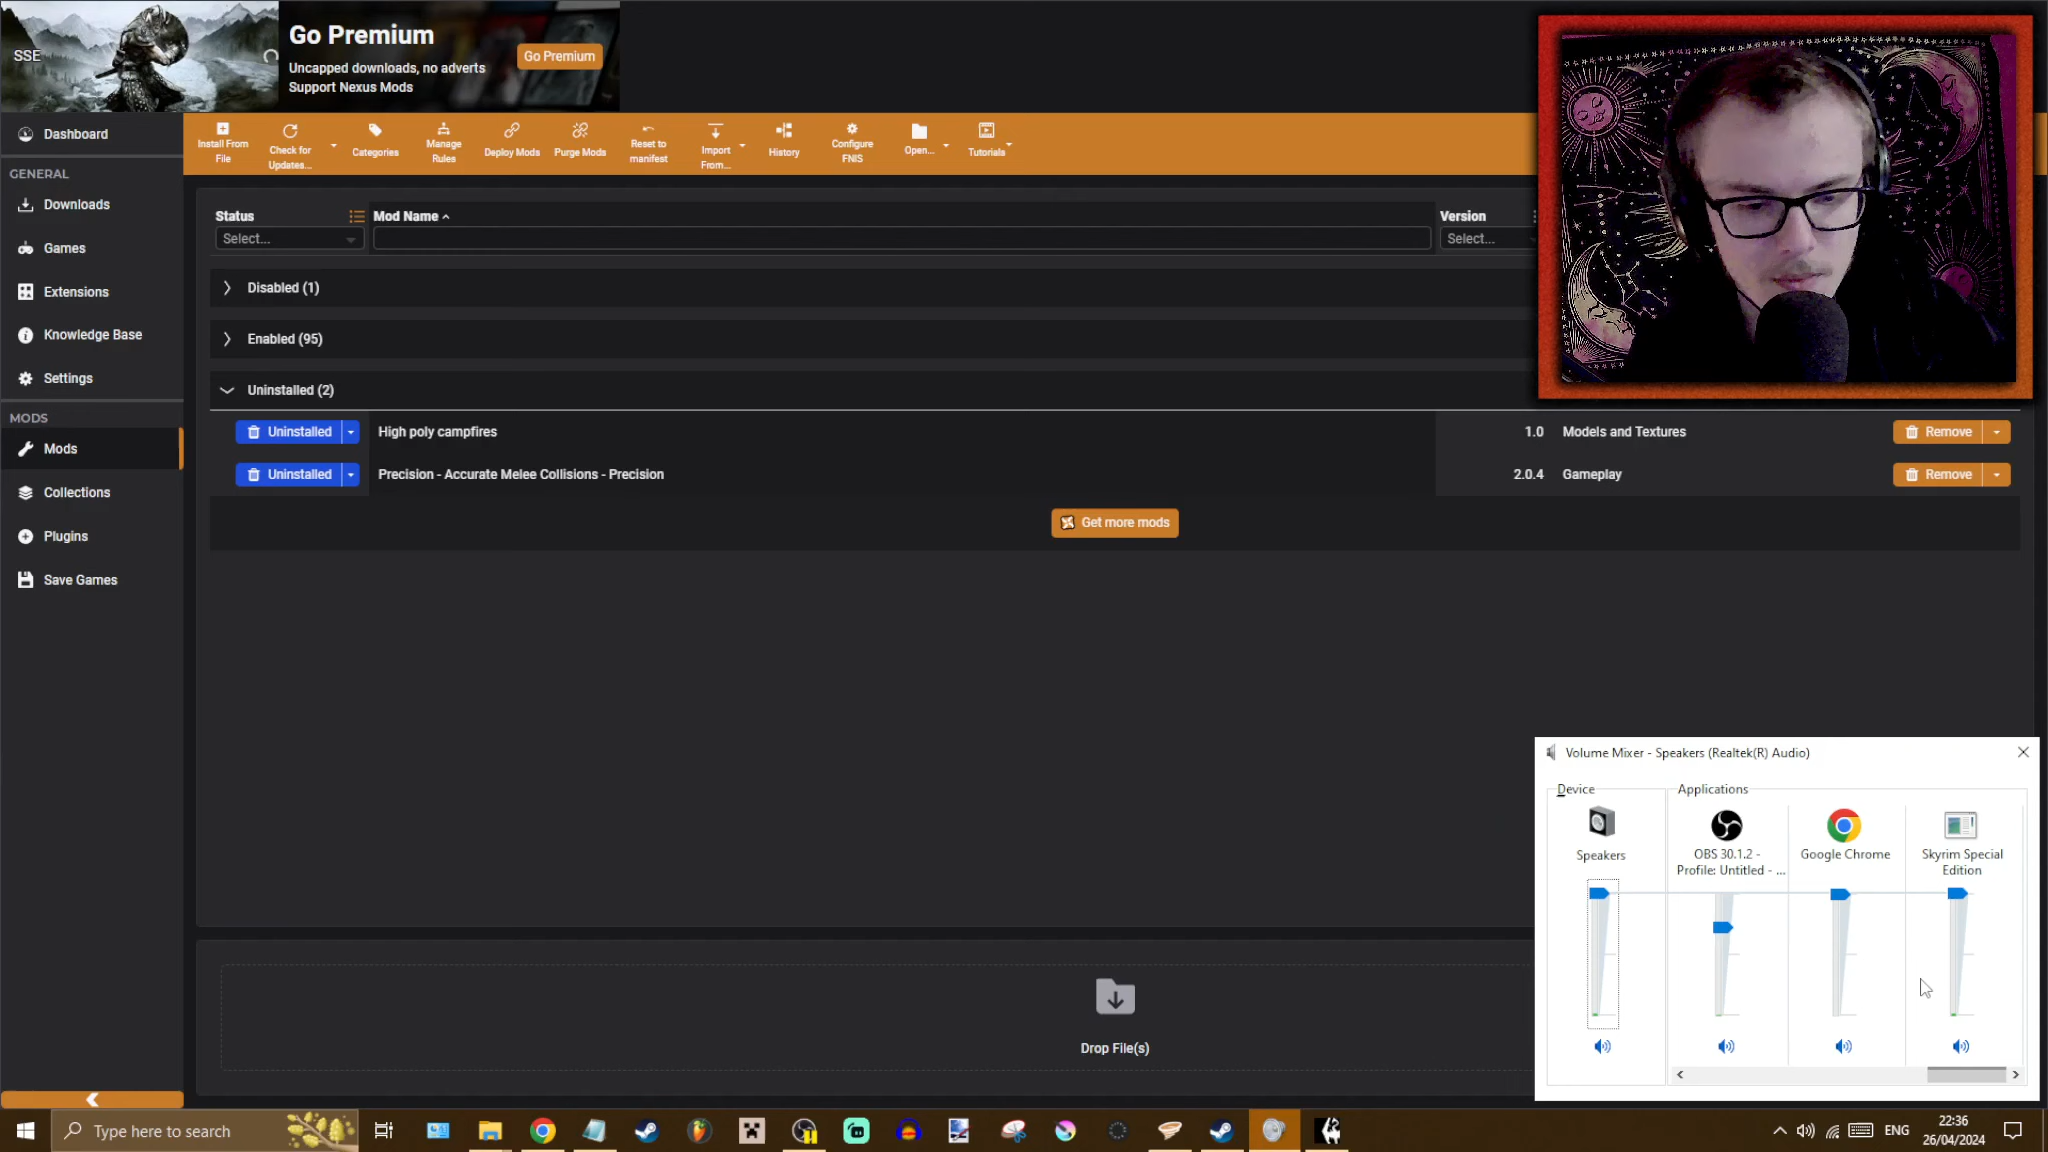 SSE
Go Premium
Uncapped downloads, no adverts
Support Nexus Mods
Go Premium
Dashboard
GENERAL
Downloads
Games
Extensions
Knowledge Base
Settings
MODS
Mods
Collections
Plugins
Save Games
Install From
File
Check for
Updates...
Categories
Manage
Rules
Deploy Mods
Purge Mods
Reset to
manifest
Import
From...
History
Configure
FNIS
Open...
Tutorials
Status
Mod Name
Version
Select...
Select...
Disabled (1)
Enabled (95)
Uninstalled (2)
Uninstalled
High poly campfires
1.0
Models and Textures
Remove
Uninstalled
Precision - Accurate Melee Collisions - Precision
2.0.4
Gameplay
Remove
Get more mods
Drop File(s)
Volume Mixer - Speakers (Realtek(R) Audio)
Device
Applications
Speakers
OBS 30.1.2 -
Profile: Untitled - ...
Google Chrome
Skyrim Special
Edition
Type here to search
ENG
22:36
26/04/2024